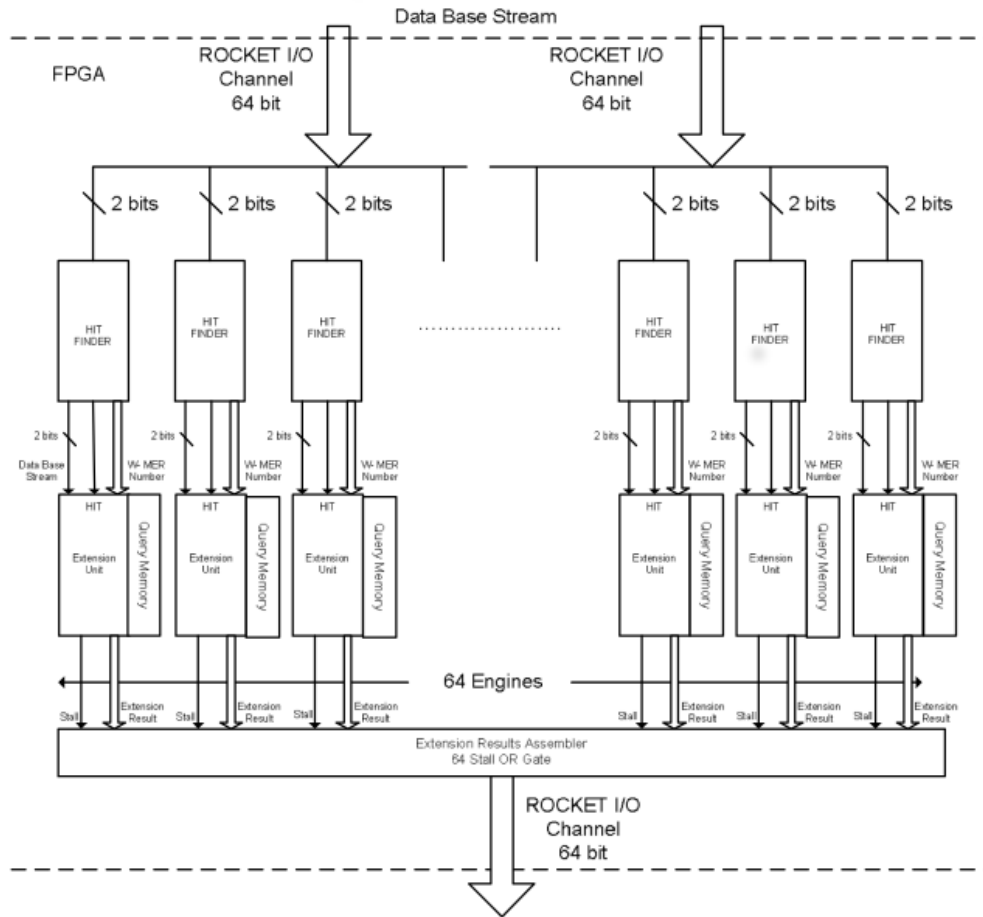 Data Base Stream
FPGA
ROCKET I/O
Channel
64 bit
ROCKET I/O
Channel
64 bit
2 bits
2 bits
2 bits
2 bits
2 bits
2 bits
HIT
FINDER
HIT
FINDER
HIT
FINDER
HIT
FINDER
HIT
FINDER
HIT
FINDER
2 bits
2 bits
2 bits
2 bits
2 bits
2 bits
Data Base
Stream
W- MER
Number
W- MER
Number
W- MER
Number
W- MER
Number
W- MER
Number
W- MER
Number
HIT
Extension
Unit
Query Memory
HIT
Extension
Unit
Query Memory
HIT
Extension
Unit
Query Memory
HIT
Extension
Unit
Query Memory
HIT
Extension
Unit
Query Memory
HIT
Extension
Unit
Query Memory
64 Engines
Stall
Extension
Result
Stall
Extension
Result
Stall
Extension
Result
Stall
Extension
Result
Stall
Extension
Result
Stall
Extension
Result
Extension Results Assembler
64 Stall OR Gate
ROCKET I/O
Channel
64 bit